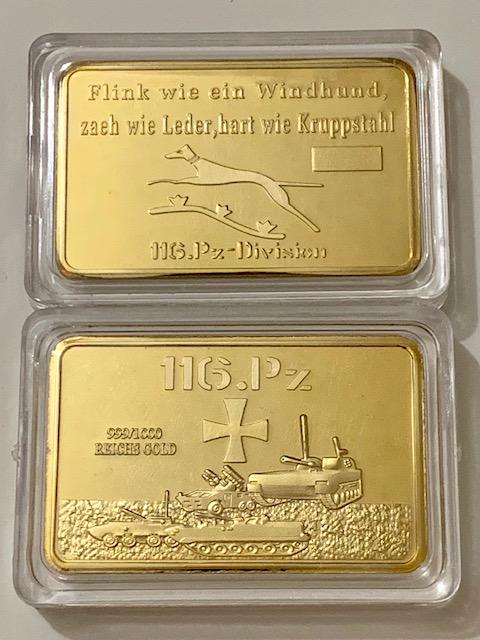 Flink wie ein Windhund,
zaeh wie Leder,hart wie Kruppstahl
116.Pz-Division
116.Pz
999/1000
REICHS GOLD